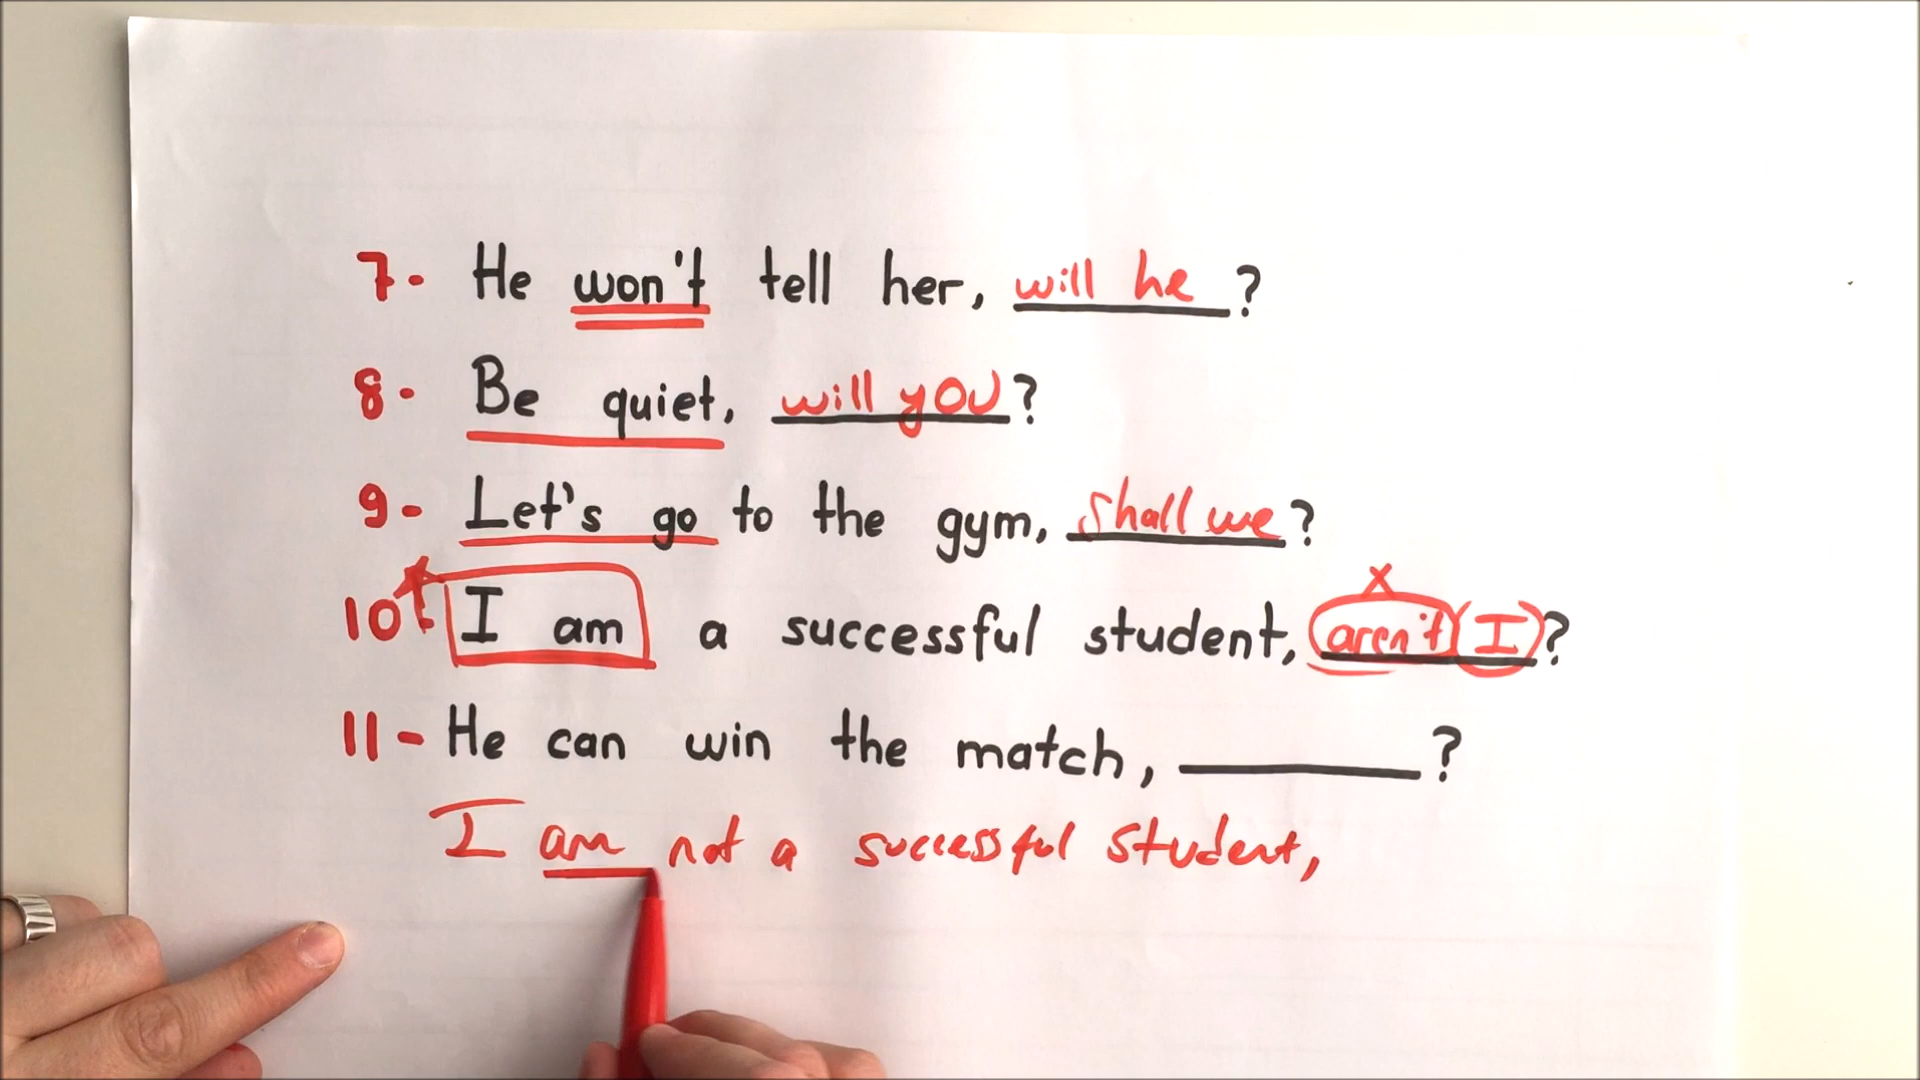 7- He won't tell her, will he?
8- Be quiet, will you?
9- Let's go to the gym, shall we?
x
10- I am a successful student, aren't I?
11- He can win the match, ________?
I am not a successful student,